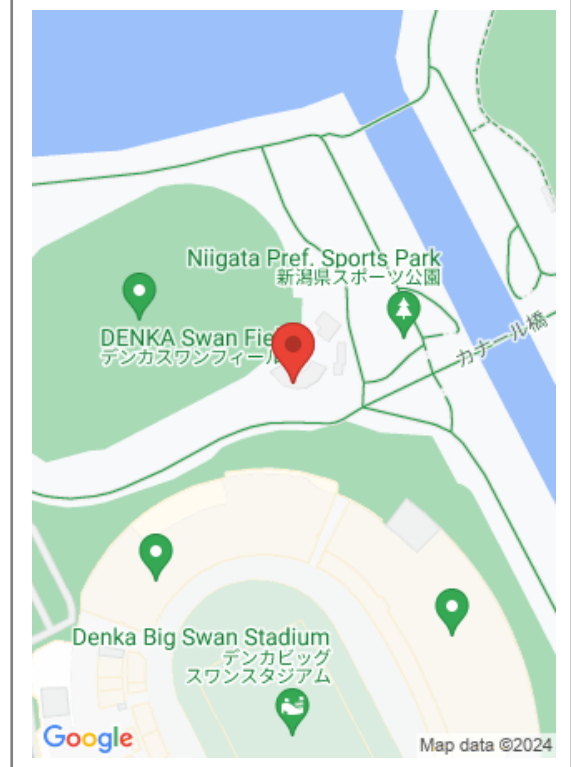 Niigata Pref. Sports Park
新潟県スポーツ公園
DENKA Swan Fie
デンカスワンフィール
カナール橋
Denka Big Swan Stadium
デンカビッグ
スワンスタジアム
Google
Map data ©2024